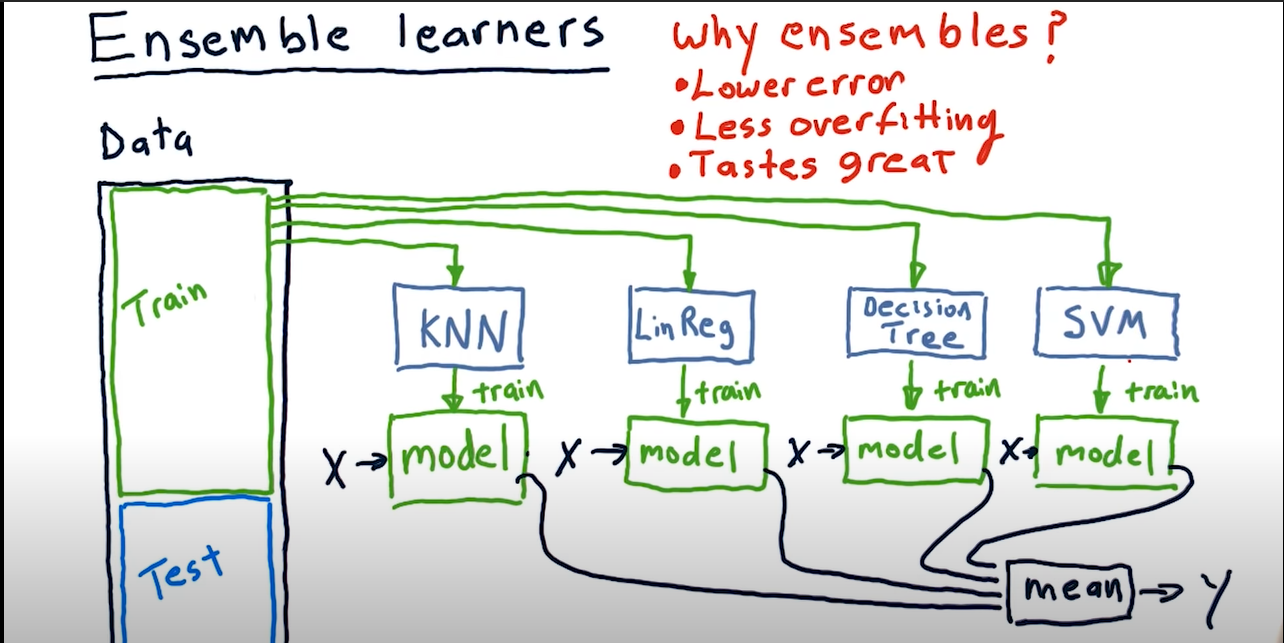 Ensemble learners
Why ensembles?
• Lower error
• Less overfitting
• Tastes great
Data
Train
KNN
LinReg
Decision
Tree
SVM
train
train
train
train
X → model
X → model
X → model
X → model
Test
mean → Y